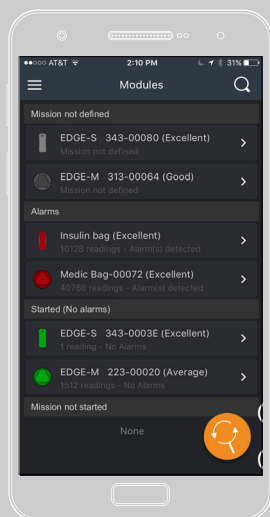 AT&T 2:10 PM 31%
Modules
Mission not defined
EDGE-S 343-00080 (Excellent)
Mission not defined
EDGE-M 313-00064 (Good)
Mission not defined
Alarms
Insulin bag (Excellent)
10128 readings - Alarm(s) detected
Medic Bag-00072 (Excellent)
40768 readings - Alarm(s) detected
Started (No alarms)
EDGE-S 343-0003E (Excellent)
1 reading - No Alarms
EDGE-M 223-00020 (Average)
1612 readings - No Alarms
Mission not started
None